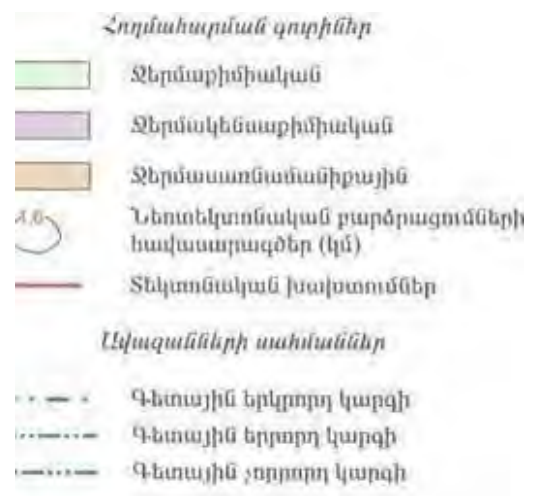 Հողմահարման գոտիներ
Ջերմաքիմիական
Ջերմակենսաքիմիական
Ջերմասառնամանիքային
Նեոտեկտոնական բարձրացումների
հավասարագծեր (կմ)
Տեկտոնական խախտումներ
Ավազանների սահմաններ
Գետային երկրորդ կարգի
Գետային երրորդ կարգի
Գետային չորրորդ կարգի